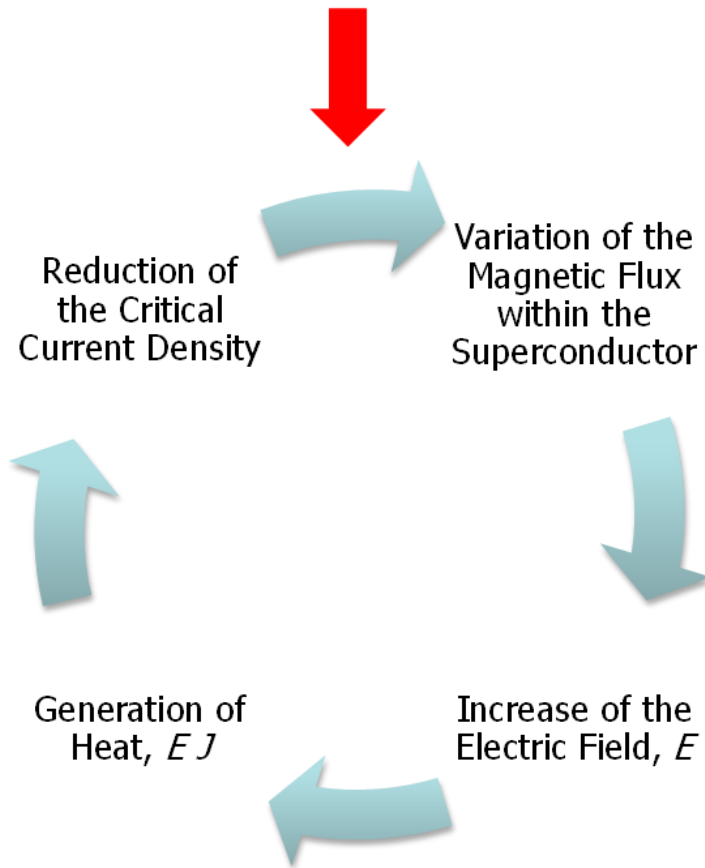 Variation of the
Magnetic Flux
within the
Superconductor
Increase of the
Electric Field, E
Generation of
Heat, E J
Reduction of
the Critical
Current Density